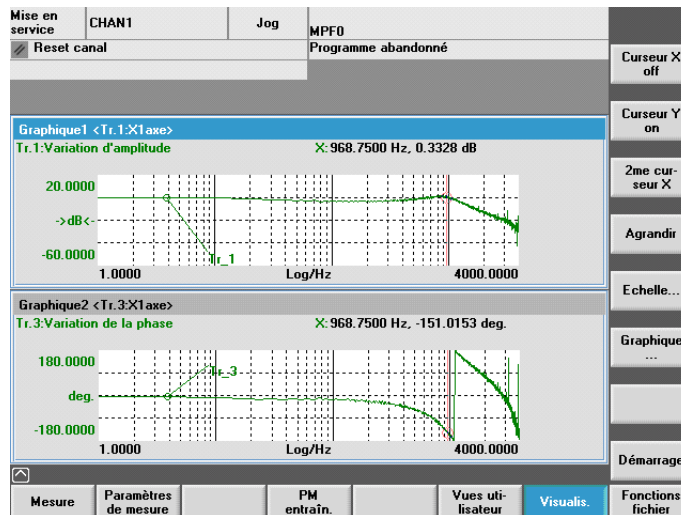 Mise en service
CHAN1
Jog
MPF0
Reset canal
Programme abandonné
Graphique1 <Tr.1:X1axe>
Tr.1:Variation d'amplitude
X: 968.7500 Hz, 0.3328 dB
20.0000
->dB<-
-60.0000
Tr_1
1.0000
Log/Hz
4000.0000
Graphique2 <Tr.3:X1axe>
Tr.3:Variation de la phase
X: 968.7500 Hz, -151.0153 deg.
180.0000
deg.
-180.0000
Tr_3
1.0000
Log/Hz
4000.0000
Curseur X
off
Curseur Y
on
2me cur-
seur X
Agrandir
Echelle...
Graphique
...
Démarrage
Mesure
Paramètres
de mesure
PM
entraîn.
Vues uti-
lisateur
Visualis.
Fonctions
fichier